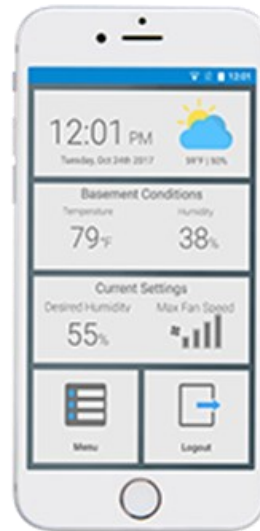 12:01
12:01 PM
Tuesday, Oct 24th 2017
59°F | 50%
Basement Conditions
Temperature Humidity
79°F 38%
Current Settings
Desired Humidity Max Fan Speed
55%
Menu Logout